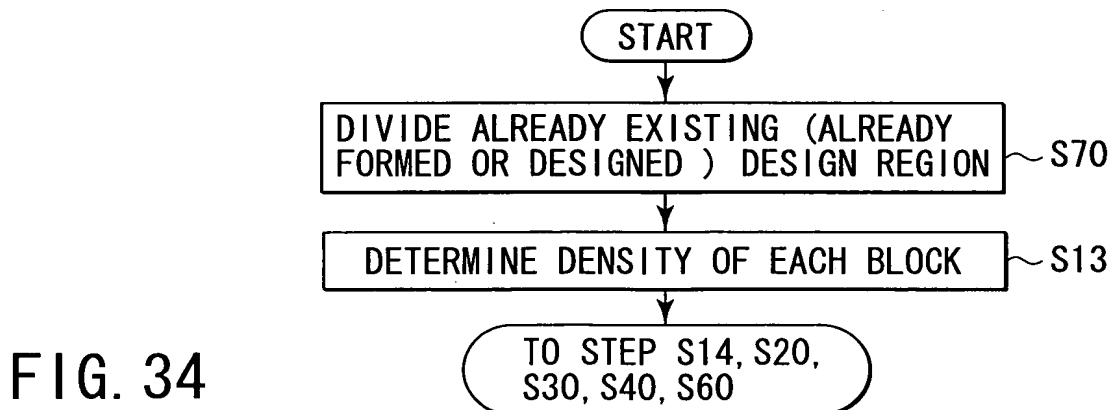 START
DIVIDE ALREADY EXISTING (ALREADY
FORMED OR DESIGNED ) DESIGN REGION
S70
DETERMINE DENSITY OF EACH BLOCK
S13
TO STEP S14, S20,
S30, S40, S60
FIG. 34